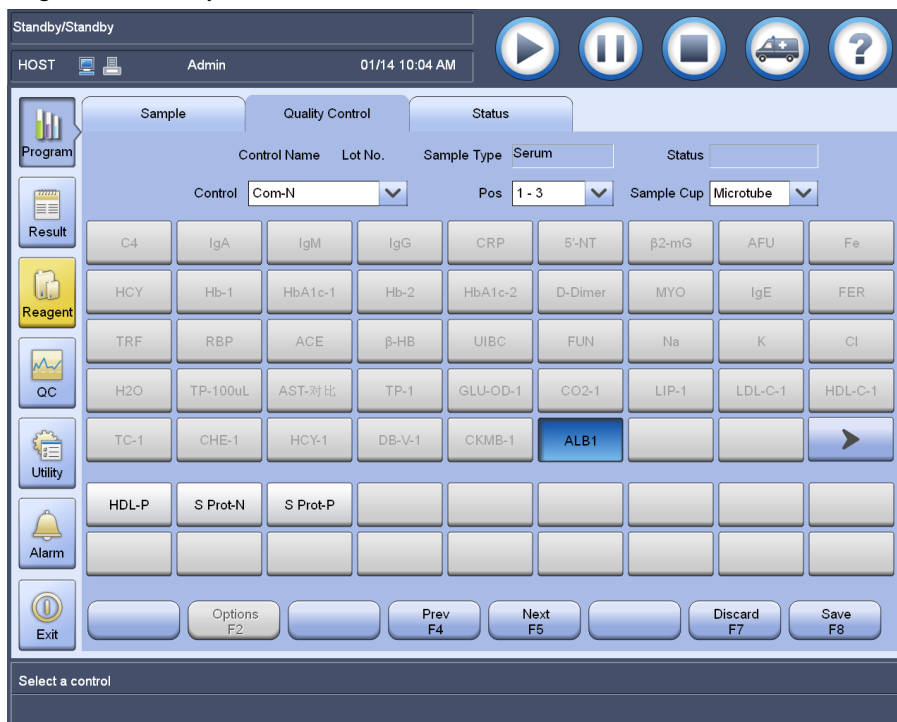 Standby/Standby
HOST Admin 01/14 10:04 AM
Program
Result
Reagent
QC
Utility
Alarm
Exit
Sample Quality Control Status
Control Name Lot No. Sample Type Serum Status
Control Com-N Pos 1 - 3 Sample Cup Microtube
C4 IgA IgM IgG CRP 5'-NT β2-mG AFU Fe
HCY Hb-1 HbA1c-1 Hb-2 HbA1c-2 D-Dimer MYO IgE FER
TRF RBP ACE β-HB UIBC FUN Na K Cl
H2O TP-100uL AST-对比 TP-1 GLU-OD-1 CO2-1 LIP-1 LDL-C-1 HDL-C-1
TC-1 CHE-1 HCY-1 DB-V-1 CKMB-1 ALB1
HDL-P S Prot-N S Prot-P
Options Prev Next Discard Save
F2 F4 F5 F7 F8
Select a control